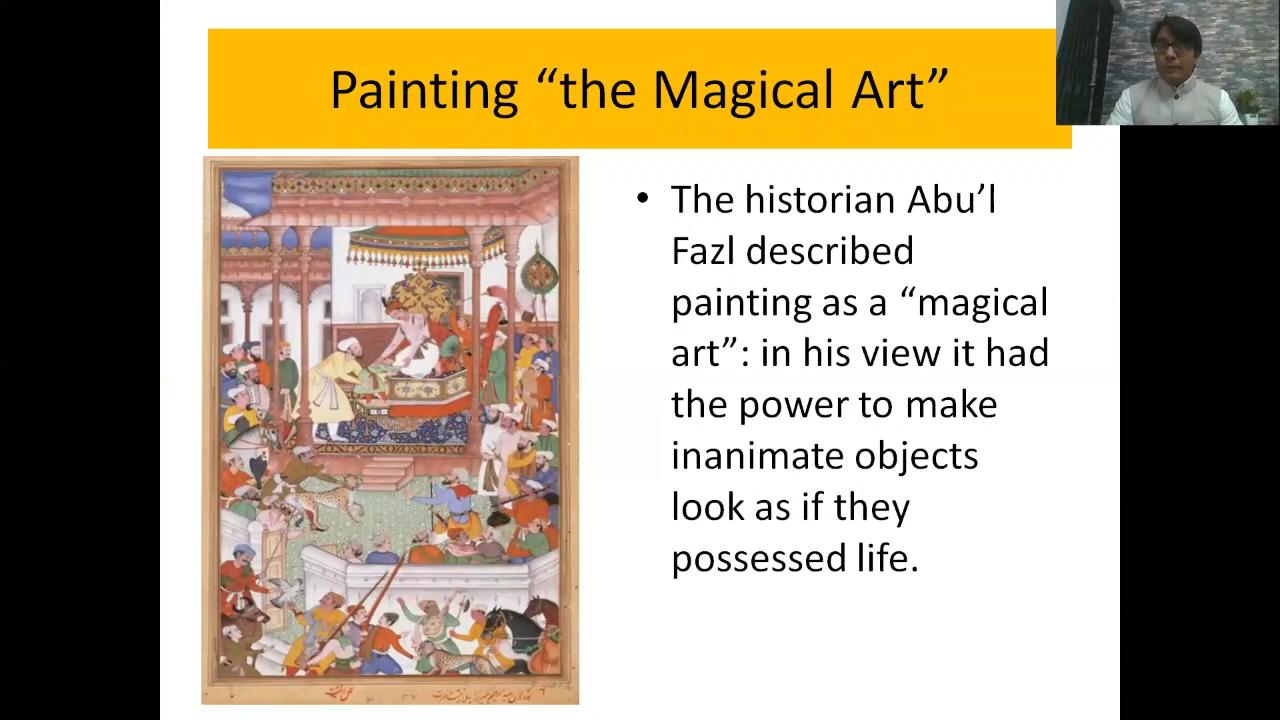 Painting “the Magical Art”
• The historian Abu’l
Fazl described
painting as a “magical
art”: in his view it had
the power to make
inanimate objects
look as if they
possessed life.